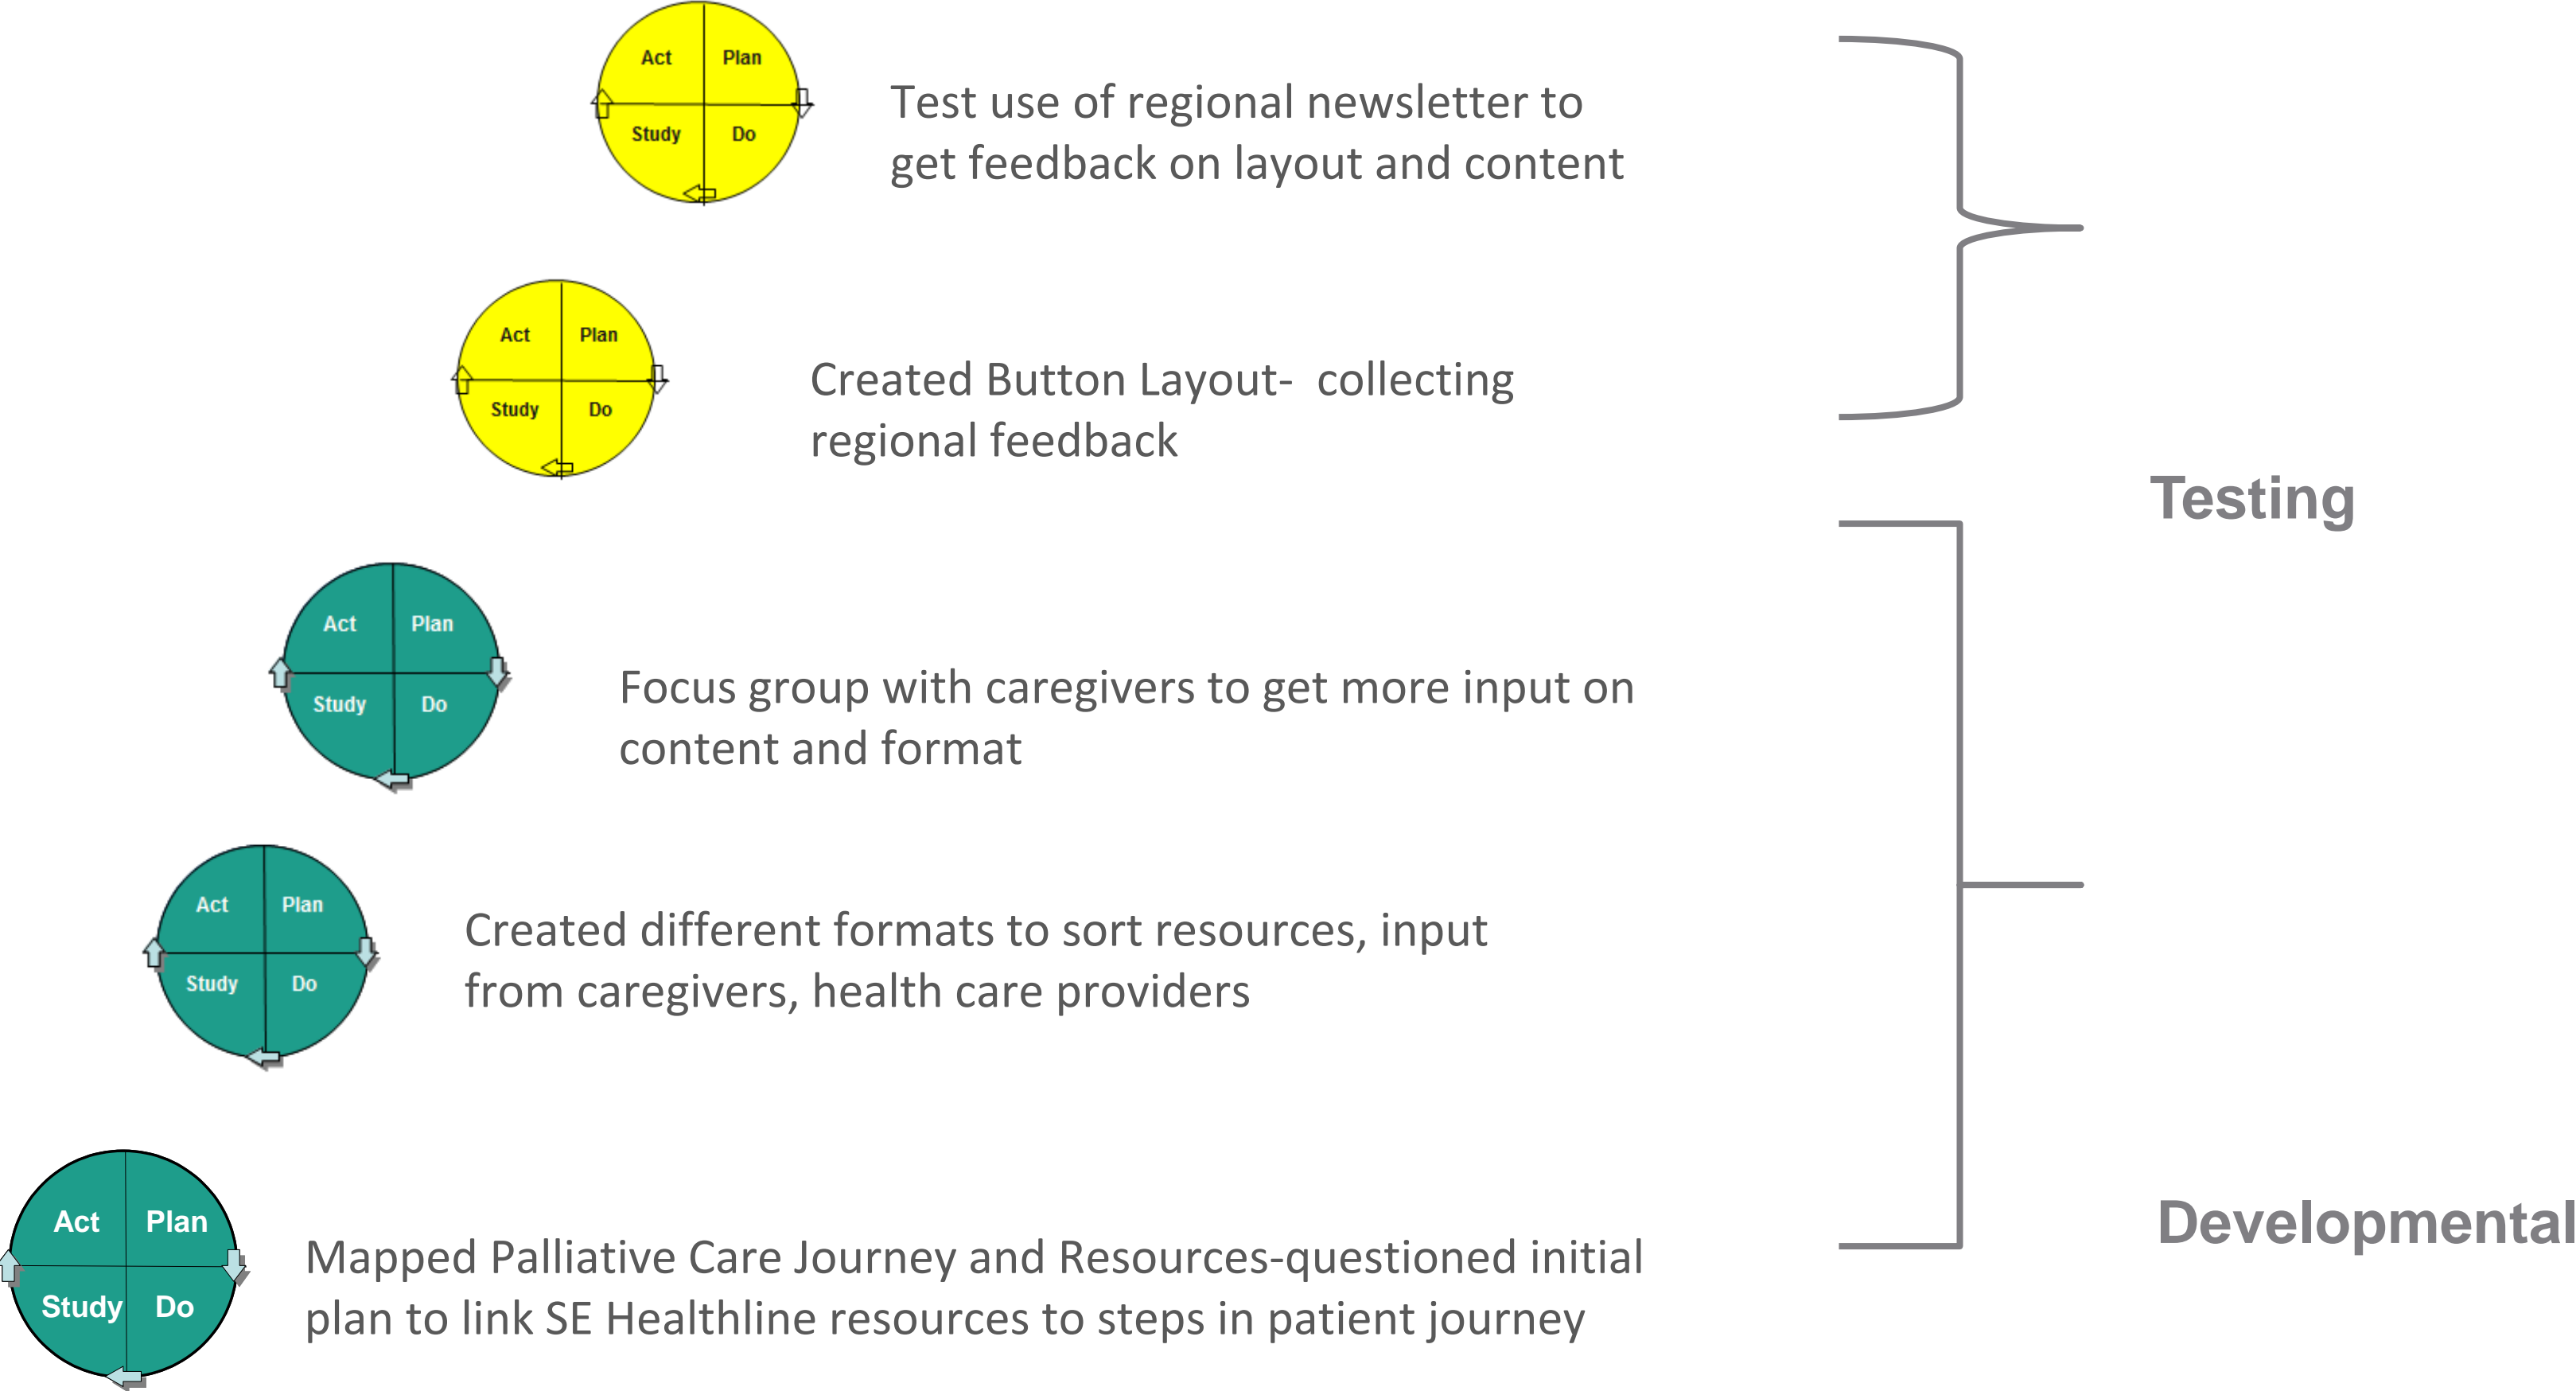 Act Plan
Study Do
Test use of regional newsletter to
get feedback on layout and content
Act Plan
Study Do
Created Button Layout-  collecting
regional feedback
Testing
Act Plan
Study Do
Focus group with caregivers to get more input on
content and format
Act Plan
Study Do
Created different formats to sort resources, input
from caregivers, health care providers
Act Plan
Study Do
Mapped Palliative Care Journey and Resources-questioned initial
plan to link SE Healthline resources to steps in patient journey
Developmental